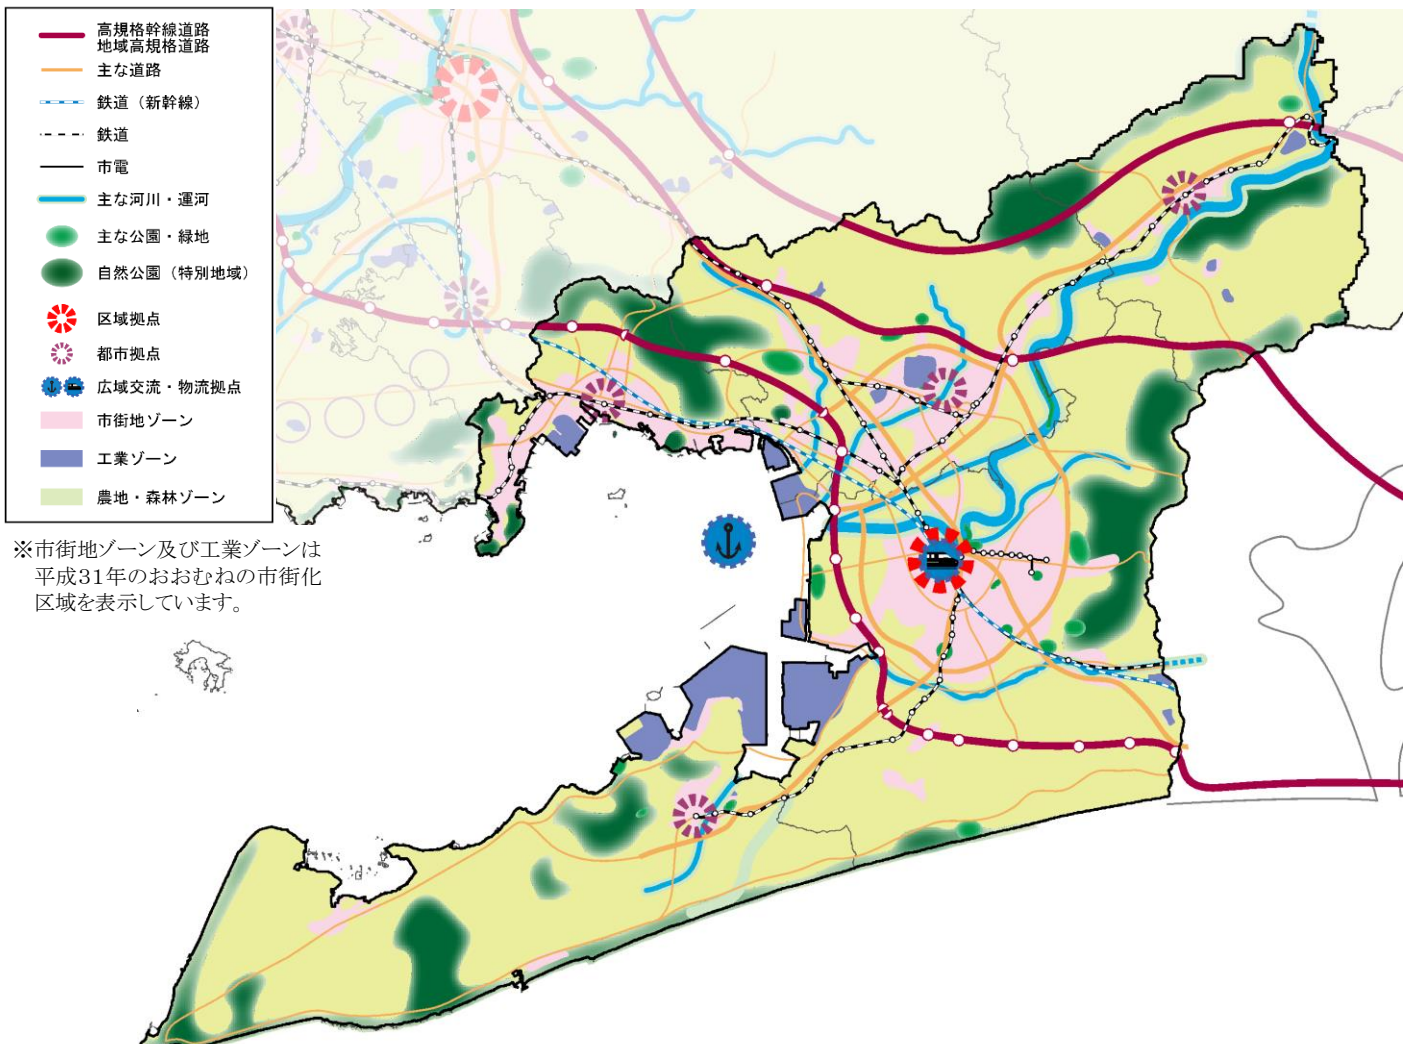 高規格幹線道路
地域高規格道路
主な道路
鉄道（新幹線）
鉄道
市電
主な河川・運河
主な公園・緑地
自然公園（特別地域）
区域拠点
都市拠点
広域交流・物流拠点
市街地ゾーン
工業ゾーン
農地・森林ゾーン
※市街地ゾーン及び工業ゾーンは
平成31年のおおむねの市街化
区域を表示しています。